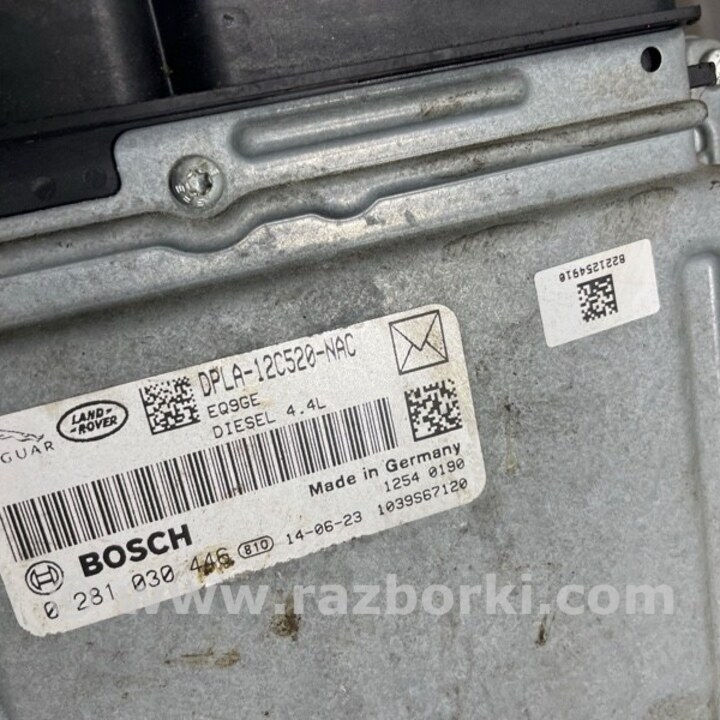 8221254910
DPLA-12C520-NAC
EQ9GE
DIESEL 4.4L
LAND-
-ROVER
GUAR
Made in Germany
1254 0190
BOSCH
810 14-06-23 1039S67120
0 281 030 446
www.razborki.com